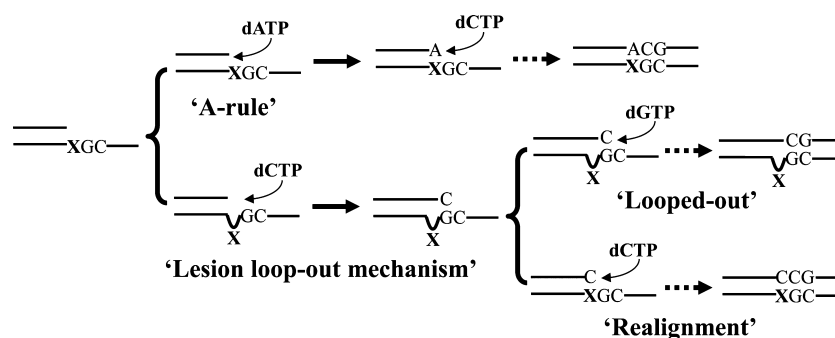 dATP
dCTP
A
ACG
XGC
XGC
XGC
'A-rule'
XGC
dGTP
C
CG
GC
GC
X
X
dCTP
C
GC
GC
X
X
'Looped-out'
'Lesion loop-out mechanism'
dCTP
C
CCG
XGC
XGC
'Realignment'